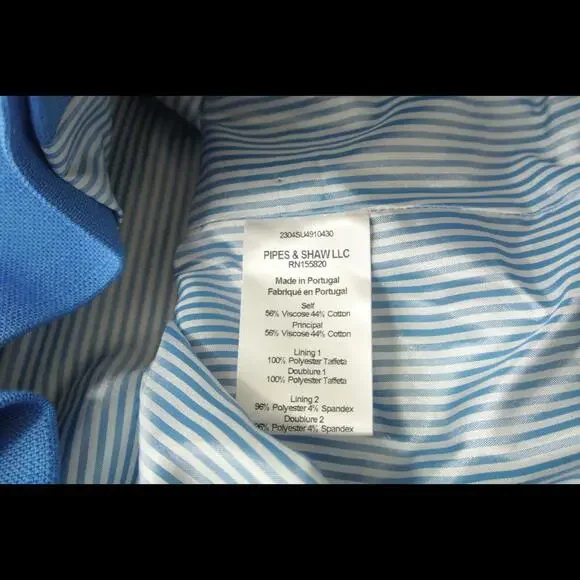 2304SU4910430
PIPES & SHAW LLC
RN155820
Made in Portugal
Fabriqué en Portugal
Self
56% Viscose 44% Cotton
Principal
56% Viscose 44% Cotton
Lining 1
100% Polyester Taffeta
Doublure 1
100% Polyester Taffeta
Lining 2
96% Polyester 4% Spandex
Doublure 2
96% Polyester 4% Spandex